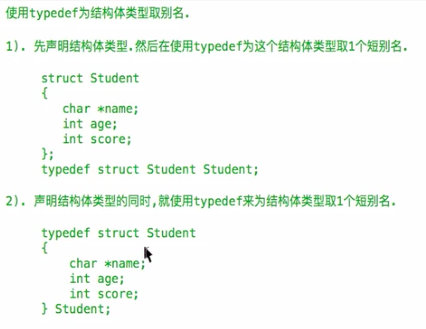 使用typedef为结构体类型取别名.
1). 先声明结构体类型.然后在使用typedef为这个结构体类型取1个短别名.
struct Student
{
char *name;
int age;
int score;
};
typedef struct Student Student;
2). 声明结构体类型的同时,就使用typedef来为结构体类型取1个短别名.
typedef struct Student
{
char *name;
int age;
int score;
} Student;